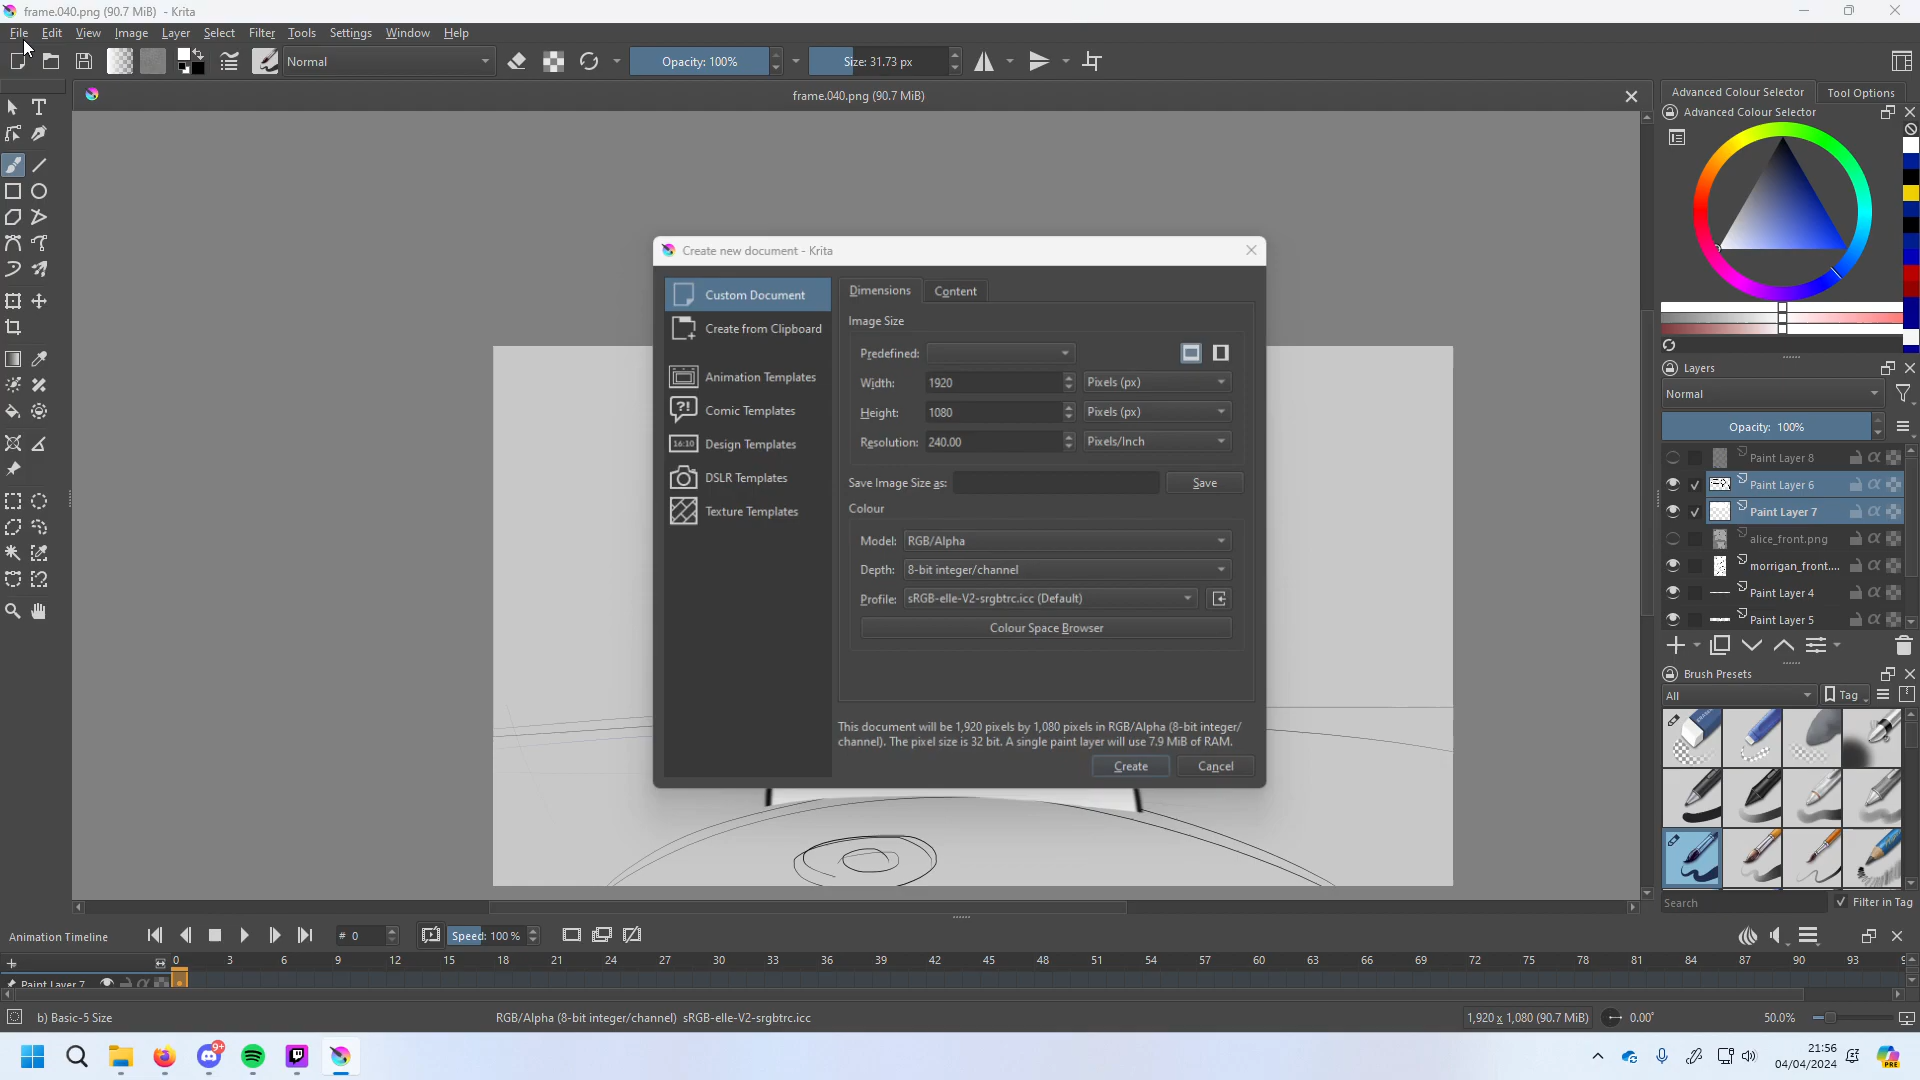 frame.040.png (90.7 MiB)  - Krita
File Edit View Image Layer Select Filter Tools Settings Window Help
Normal Opacity: 100% Size: 31.73 px
frame.040.png (90.7 MiB)
Advanced Colour Selector Tool Options
Advanced Colour Selector
Create new document - Krita
Custom Document
Create from Clipboard
Animation Templates
Comic Templates
16:10 Design Templates
DSLR Templates
Texture Templates
Dimensions Content
Image Size
Predefined:
Width: 1920 Pixels (px)
Height: 1080 Pixels (px)
Resolution: 240.00 Pixels/Inch
Save Image Size as: Save
Colour
Model: RGB/Alpha
Depth: 8-bit integer/channel
Profile: sRGB-elle-V2-srgbtrc.icc (Default)
Colour Space Browser
This document will be 1,920 pixels by 1,080 pixels in RGB/Alpha (8-bit integer/
channel). The pixel size is 32 bit. A single paint layer will use 7.9 MiB of RAM.
Create Cancel
Layers
Normal
Opacity: 100%
Paint Layer 8
Paint Layer 6
Paint Layer 7
alice_front.png
morrigan_front....
Paint Layer 4
Paint Layer 5
Brush Presets
All Tag
Search Filter in Tag
Animation Timeline # 0 Speed: 100 %
0 3 6 9 12 15 18 21 24 27 30 33 36 39 42 45 48 51 54 57 60 63 66 69 72 75 78 81 84 87 90 93
Paint Layer 7
b) Basic-5 Size RGB/Alpha (8-bit integer/channel)  sRGB-elle-V2-srgbtrc.icc 1,920 x 1,080 (90.7 MiB) 0.00° 50.0%
9+
21:56
04/04/2024
PRE